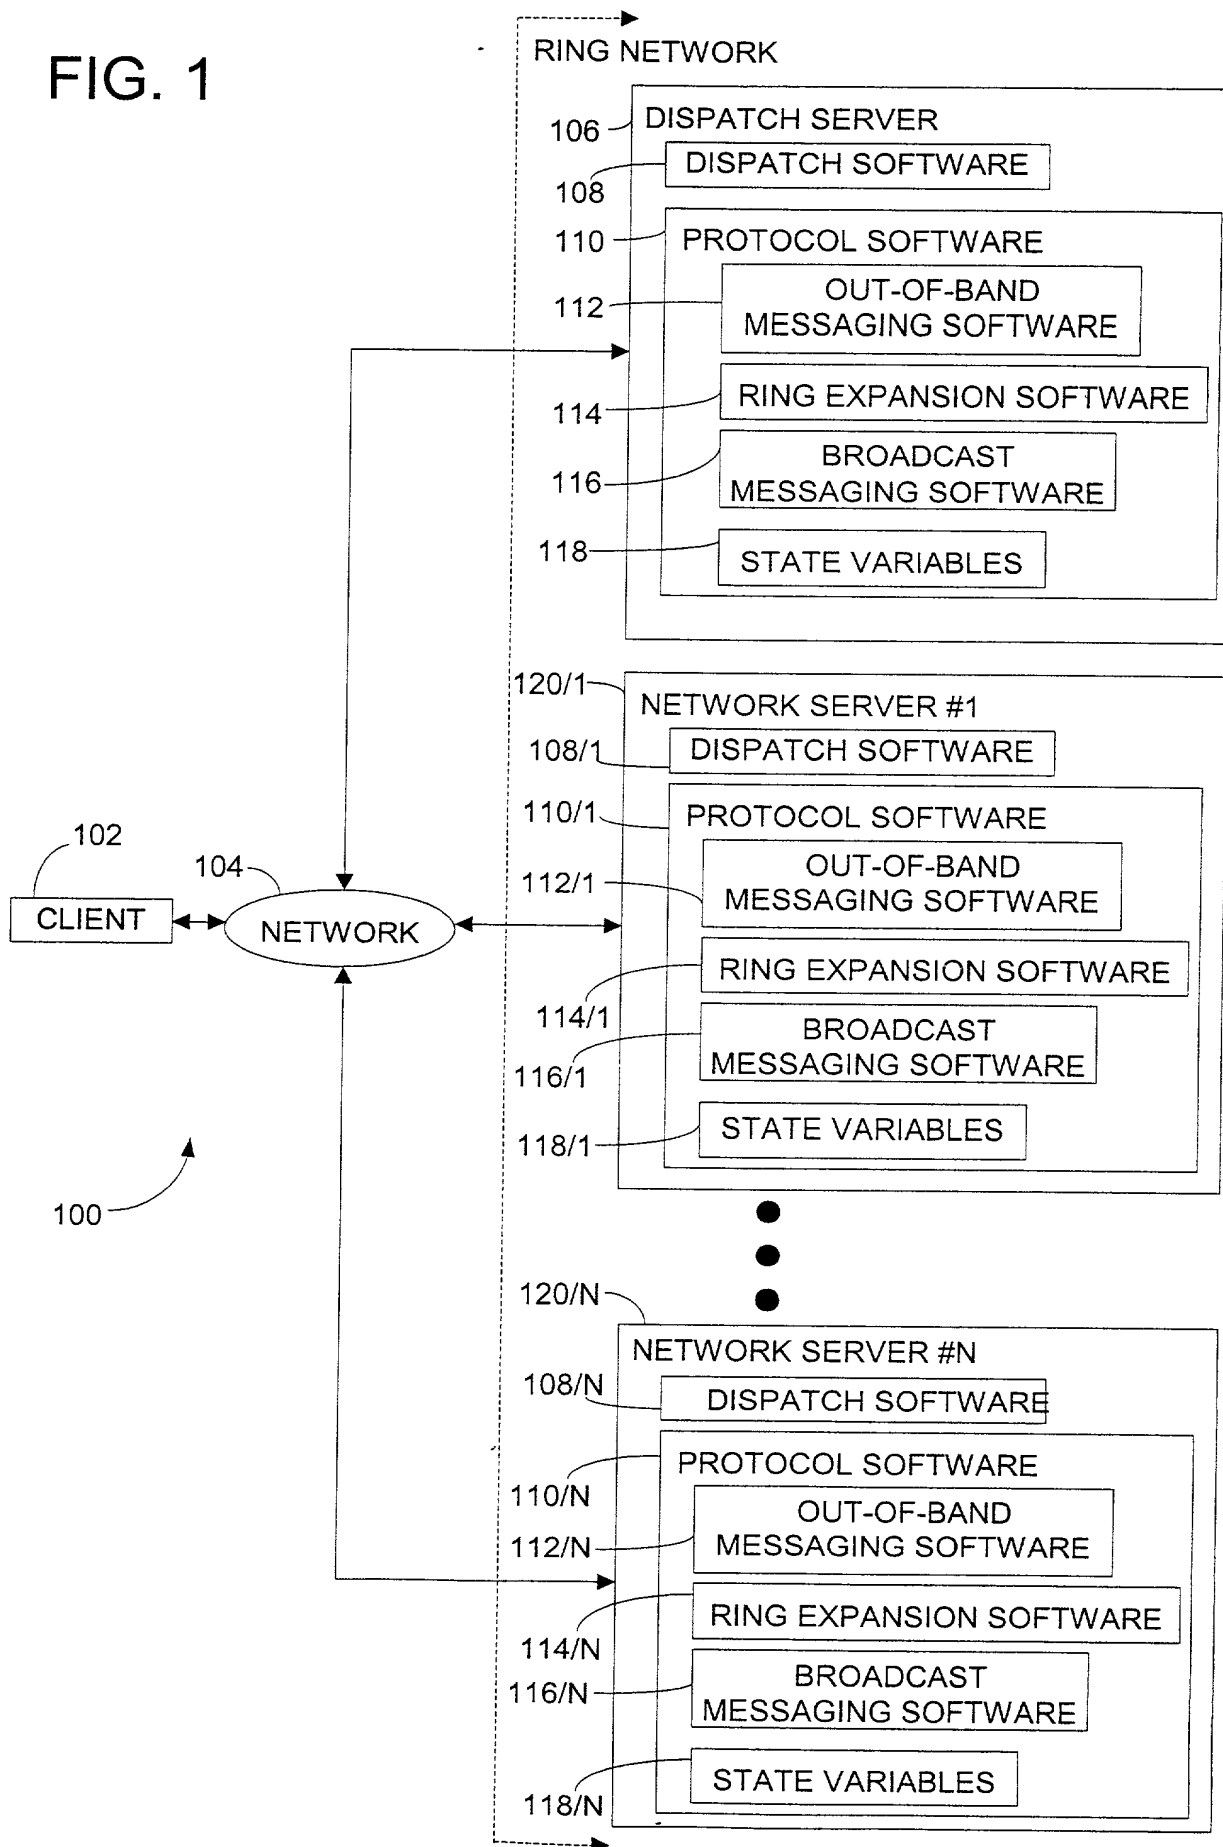 FIG. 1
RING NETWORK
106
DISPATCH SERVER
DISPATCH SOFTWARE
108
110
PROTOCOL SOFTWARE
112
OUT-OF-BAND
MESSAGING SOFTWARE
114
RING EXPANSION SOFTWARE
116
BROADCAST
MESSAGING SOFTWARE
118
STATE VARIABLES
120/1
NETWORK SERVER #1
108/1
DISPATCH SOFTWARE
110/1
PROTOCOL SOFTWARE
112/1
OUT-OF-BAND
MESSAGING SOFTWARE
RING EXPANSION SOFTWARE
114/1
BROADCAST
MESSAGING SOFTWARE
116/1
118/1
STATE VARIABLES
102
104
CLIENT
NETWORK
100
120/N
NETWORK SERVER #N
108/N
DISPATCH SOFTWARE
PROTOCOL SOFTWARE
110/N
OUT-OF-BAND
MESSAGING SOFTWARE
112/N
RING EXPANSION SOFTWARE
114/N
BROADCAST
MESSAGING SOFTWARE
116/N
STATE VARIABLES
118/N